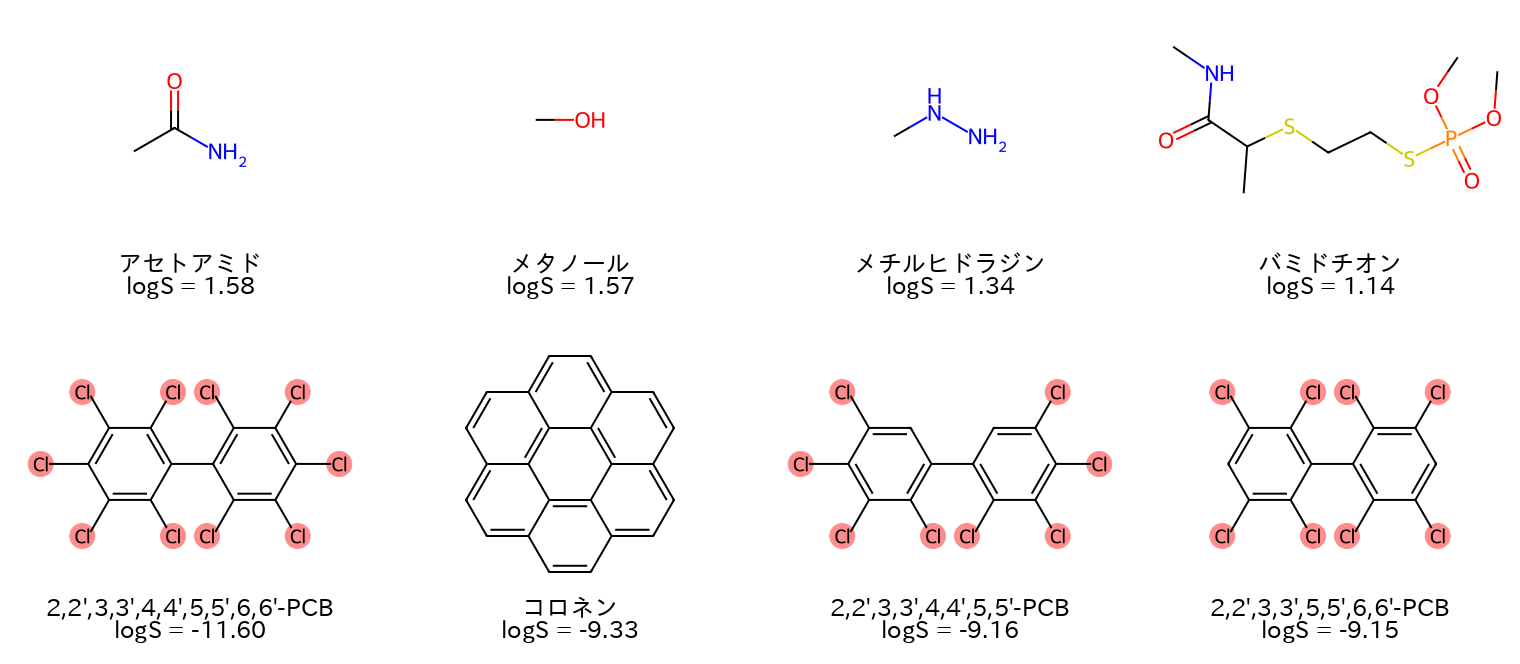 O
NH2
アセトアミド
logS = 1.58
OH
メタノール
logS = 1.57
H
N
NH2
メチルヒドラジン
logS = 1.34
NH
O
S
S
P
O
O
O
バミドチオン
logS = 1.14
Cl Cl Cl Cl
Cl Cl
Cl Cl Cl Cl
2,2',3,3',4,4',5,5',6,6'-PCB
logS = -11.60
コロネン
logS = -9.33
Cl Cl
Cl Cl
Cl Cl Cl Cl
2,2',3,3',4,4',5,5'-PCB
logS = -9.16
Cl Cl Cl Cl
Cl Cl Cl Cl
2,2',3,3',5,5',6,6'-PCB
logS = -9.15